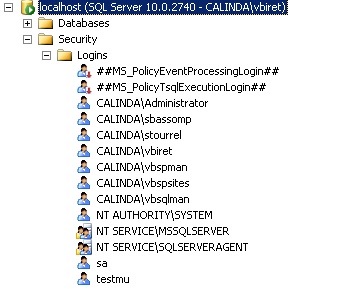 localhost (SQL Server 10.0.2740 - CALINDA\vbiret)
Databases
Security
Logins
##MS_PolicyEventProcessingLogin##
##MS_PolicyTsqlExecutionLogin##
CALINDA\Administrator
CALINDA\sbassomp
CALINDA\stourrel
CALINDA\vbiret
CALINDA\vbspman
CALINDA\vbspsites
CALINDA\vbsqlman
NT AUTHORITY\SYSTEM
NT SERVICE\MSSQLSERVER
NT SERVICE\SQLSERVERAGENT
sa
testmu